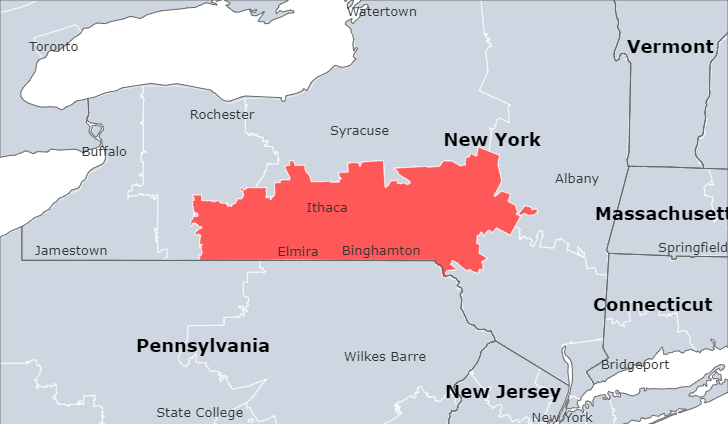 Watertown
Toronto
Vermont
Rochester
Syracuse
New York
Buffalo
Albany
Ithaca
Massachuset
Jamestown
Elmira
Binghamton
Springfield
Connecticut
Pennsylvania
Wilkes Barre
Bridgeport
New Jersey
State College
New York